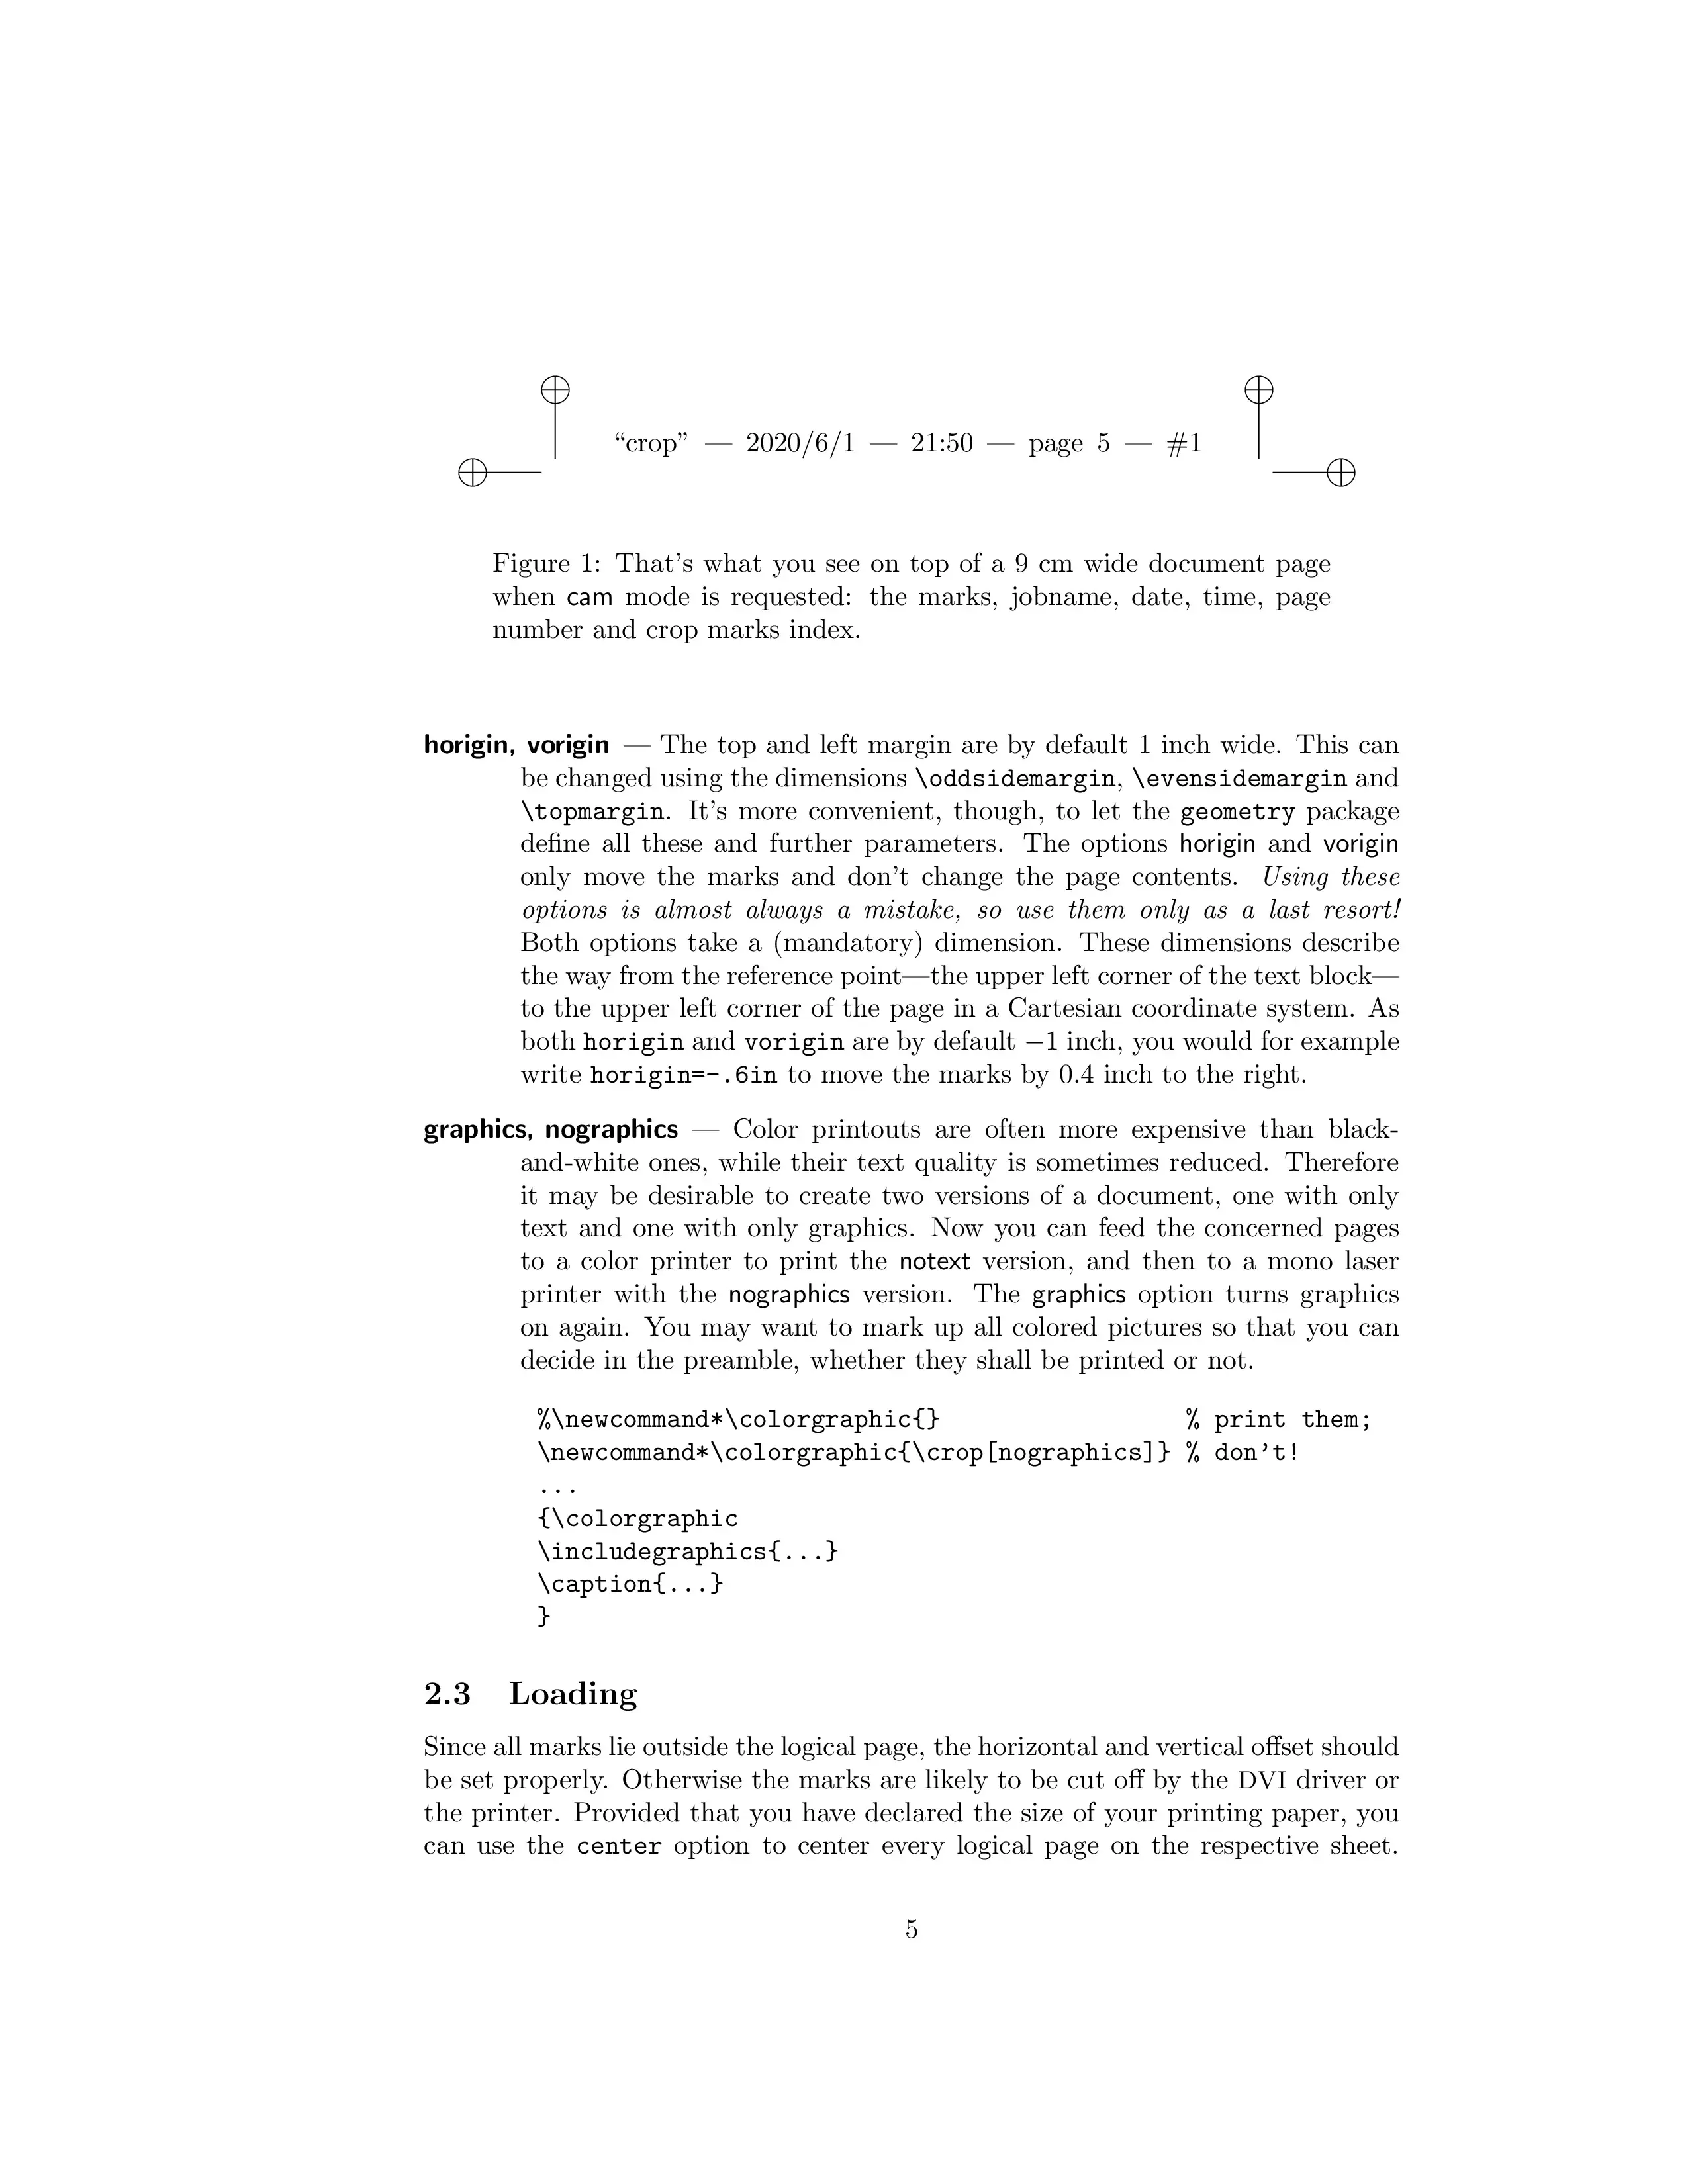 “crop” — 2020/6/1 — 21:50 — page 5 — #1
Figure 1: That’s what you see on top of a 9 cm wide document page
when cam mode is requested: the marks, jobname, date, time, page
number and crop marks index.
horigin, vorigin — The top and left margin are by default 1 inch wide. This can
be changed using the dimensions \oddsidemargin, \evensidemargin and
\topmargin. It’s more convenient, though, to let the geometry package
define all these and further parameters. The options horigin and vorigin
only move the marks and don’t change the page contents. Using these
options is almost always a mistake, so use them only as a last resort!
Both options take a (mandatory) dimension. These dimensions describe
the way from the reference point—the upper left corner of the text block—
to the upper left corner of the page in a Cartesian coordinate system. As
both horigin and vorigin are by default −1 inch, you would for example
write horigin=-.6in to move the marks by 0.4 inch to the right.
graphics, nographics — Color printouts are often more expensive than black-
and-white ones, while their text quality is sometimes reduced. Therefore
it may be desirable to create two versions of a document, one with only
text and one with only graphics. Now you can feed the concerned pages
to a color printer to print the notext version, and then to a mono laser
printer with the nographics version. The graphics option turns graphics
on again. You may want to mark up all colored pictures so that you can
decide in the preamble, whether they shall be printed or not.
%\newcommand*\colorgraphic{} % print them;
\newcommand*\colorgraphic{\crop[nographics]} % don’t!
...
{\colorgraphic
\includegraphics{...}
\caption{...}
}
2.3 Loading
Since all marks lie outside the logical page, the horizontal and vertical offset should
be set properly. Otherwise the marks are likely to be cut off by the DVI driver or
the printer. Provided that you have declared the size of your printing paper, you
can use the center option to center every logical page on the respective sheet.
5